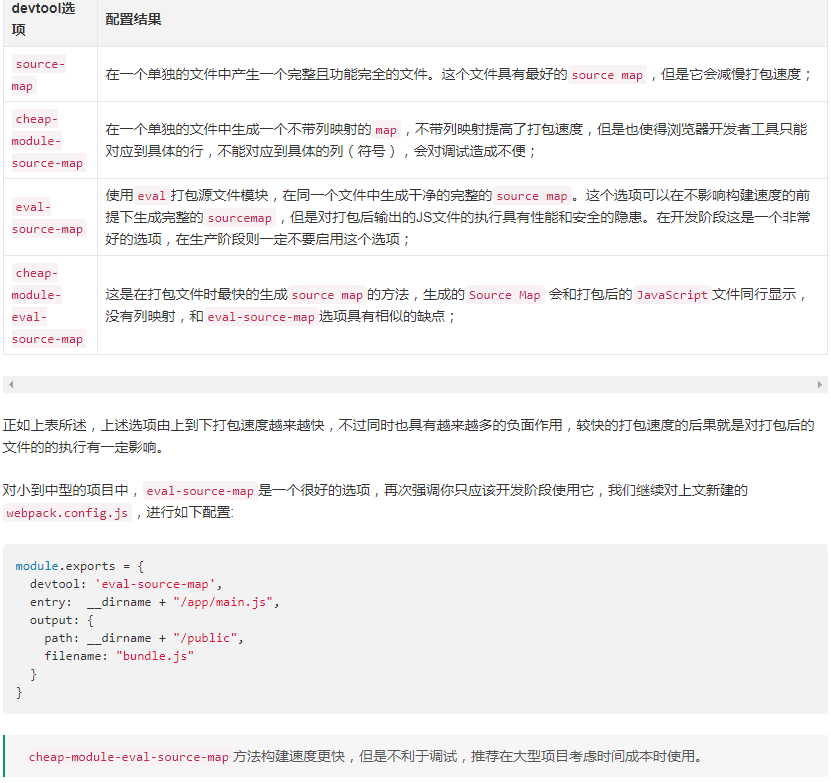 devtool选
项
配置结果
source-
map
在一个单独的文件中产生一个完整且功能完全的文件。这个文件具有最好的 source map ，但是它会减慢打包速度；
cheap-
module-
source-map
在一个单独的文件中生成一个不带列映射的 map ，不带列映射提高了打包速度，但是也使得浏览器开发者工具只能
对应到具体的行，不能对应到具体的列（符号），会对调试造成不便；
eval-
source-map
使用 eval 打包源文件模块，在同一个文件中生成干净的完整的 source map 。这个选项可以在不影响构建速度的前
提下生成完整的 sourcemap ，但是对打包后输出的JS文件的执行具有性能和安全的隐患。在开发阶段这是一个非常
好的选项，在生产阶段则一定不要启用这个选项；
cheap-
module-
eval-
source-map
这是在打包文件时最快的生成 source map 的方法，生成的 Source Map 会和打包后的 JavaScript 文件同行显示，
没有列映射，和 eval-source-map 选项具有相似的缺点；
正如上表所述，上述选项由上到下打包速度越来越快，不过同时也具有越来越多的负面作用，较快的打包速度的后果就是对打包后的
文件的的执行有一定影响。
对小到中型的项目中， eval-source-map 是一个很好的选项，再次强调你只应该开发阶段使用它，我们继续对上文新建的
webpack.config.js ，进行如下配置:
module.exports = {
  devtool: 'eval-source-map',
  entry:  __dirname + "/app/main.js",
  output: {
    path: __dirname + "/public",
    filename: "bundle.js"
  }
}
cheap-module-eval-source-map 方法构建速度更快，但是不利于调试，推荐在大型项目考虑时间成本时使用。